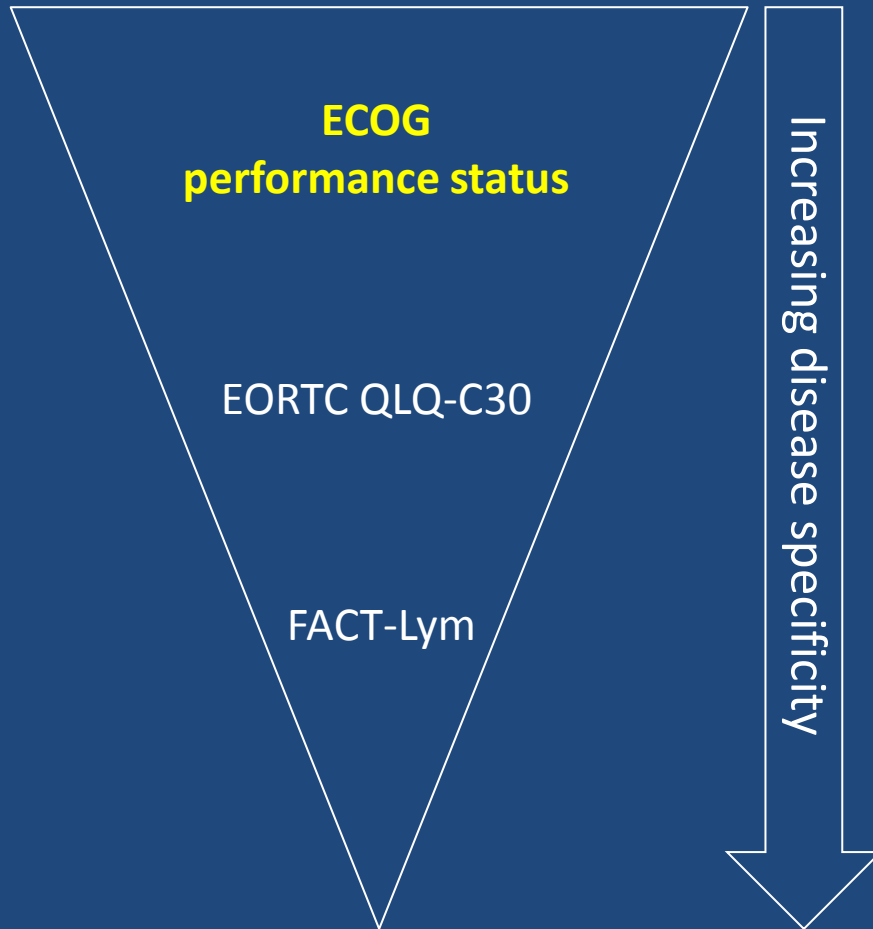 ECOG
performance status
EORTC QLQ-C30
FACT-Lym
Increasing disease specificity